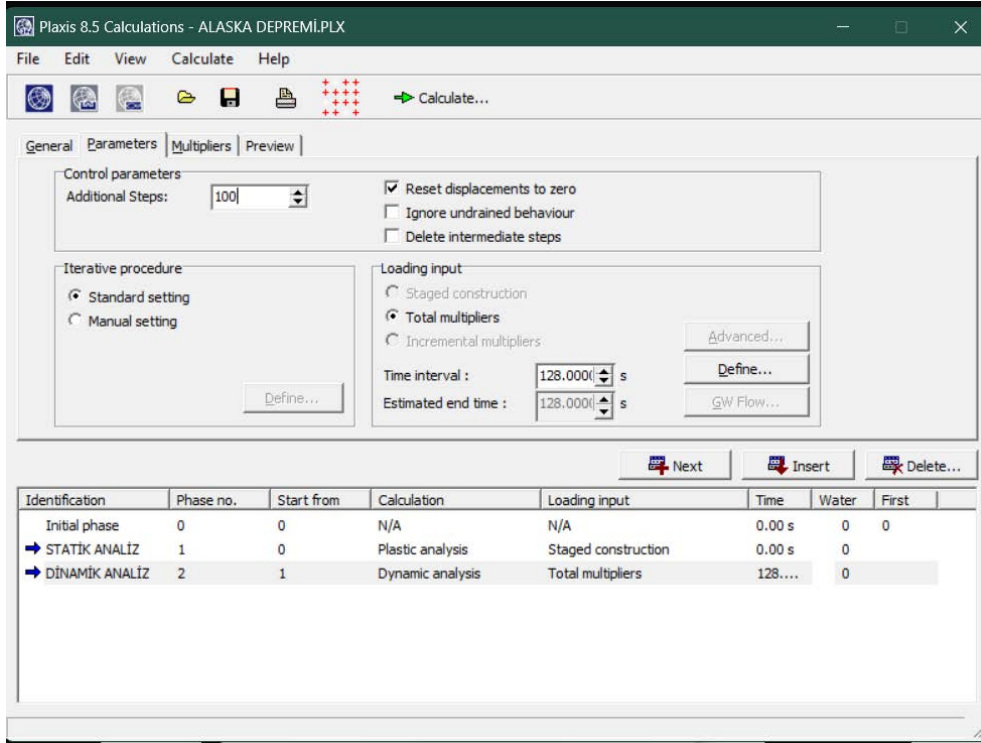 Plaxis 8.5 Calculations - ALASKA DEPREMİ.PLX
File Edit View Calculate Help
Calculate...
General Parameters Multipliers Preview
Control parameters
Additional Steps: 100
Reset displacements to zero
Ignore undrained behaviour
Delete intermediate steps
Iterative procedure
Standard setting
Manual setting
Define...
Loading input
Staged construction
Total multipliers
Incremental multipliers
Advanced...
Time interval : 128.000( s
Define...
Estimated end time : 128.000( s
GW Flow...
Next Insert Delete...
Identification Phase no. Start from Calculation Loading input Time Water First
Initial phase 0 0 N/A N/A 0.00 s 0 0
STATİK ANALİZ 1 0 Plastic analysis Staged construction 0.00 s 0
DİNAMİK ANALİZ 2 1 Dynamic analysis Total multipliers 128.... 0